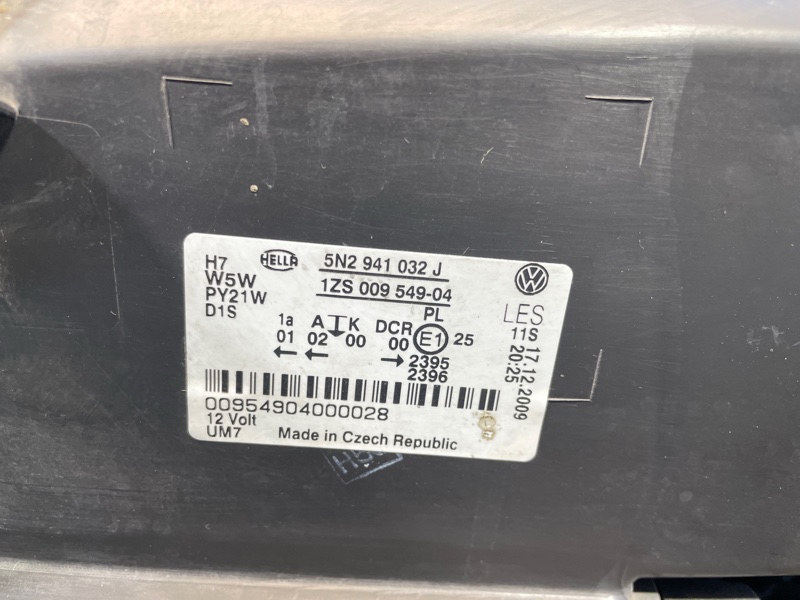 H7
W5W
PY21W
D1S
HELLA
5N2 941 032 J
1ZS 009 549-04
PL
1a A K DCR E1 25
01 02 00 00
← ← → 2395
2396
00954904000028
12 Volt
UM7
Made in Czech Republic
VW
LES
11S 17.12.2009
20:25